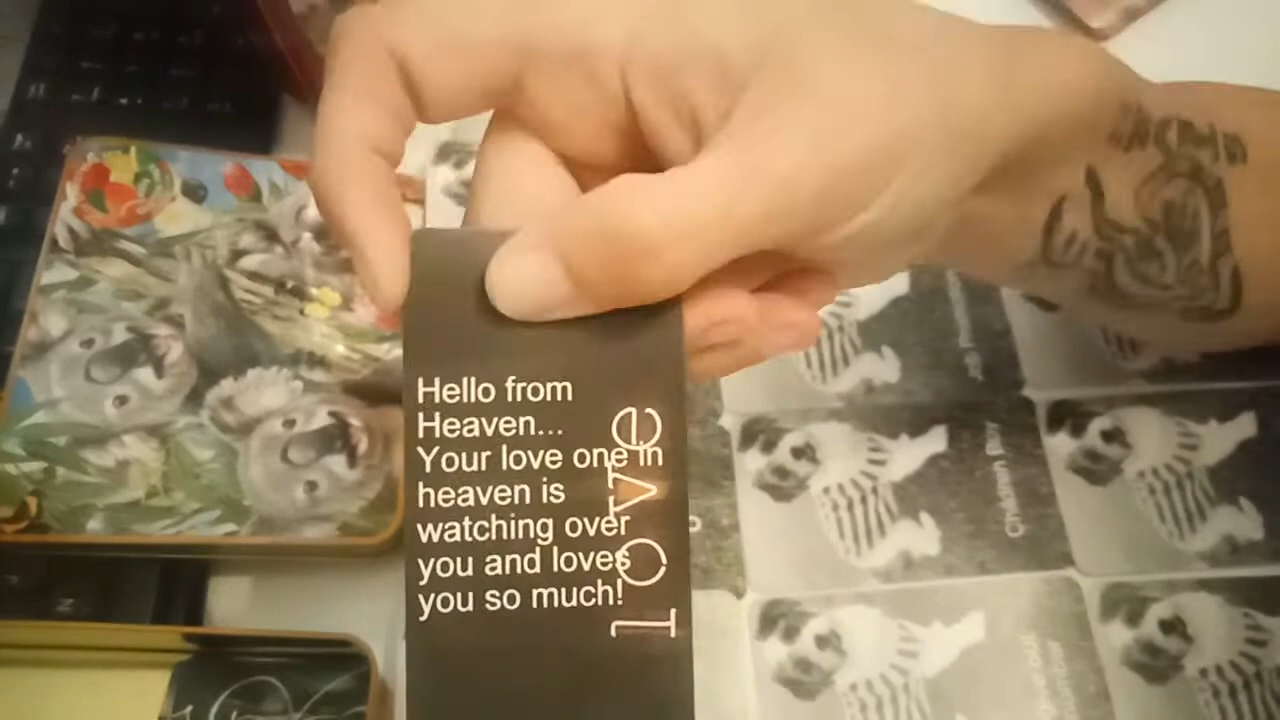 Hello from
Heaven...
Your love one in
heaven is
watching over
you and loves
you so much!
love
Children Boy